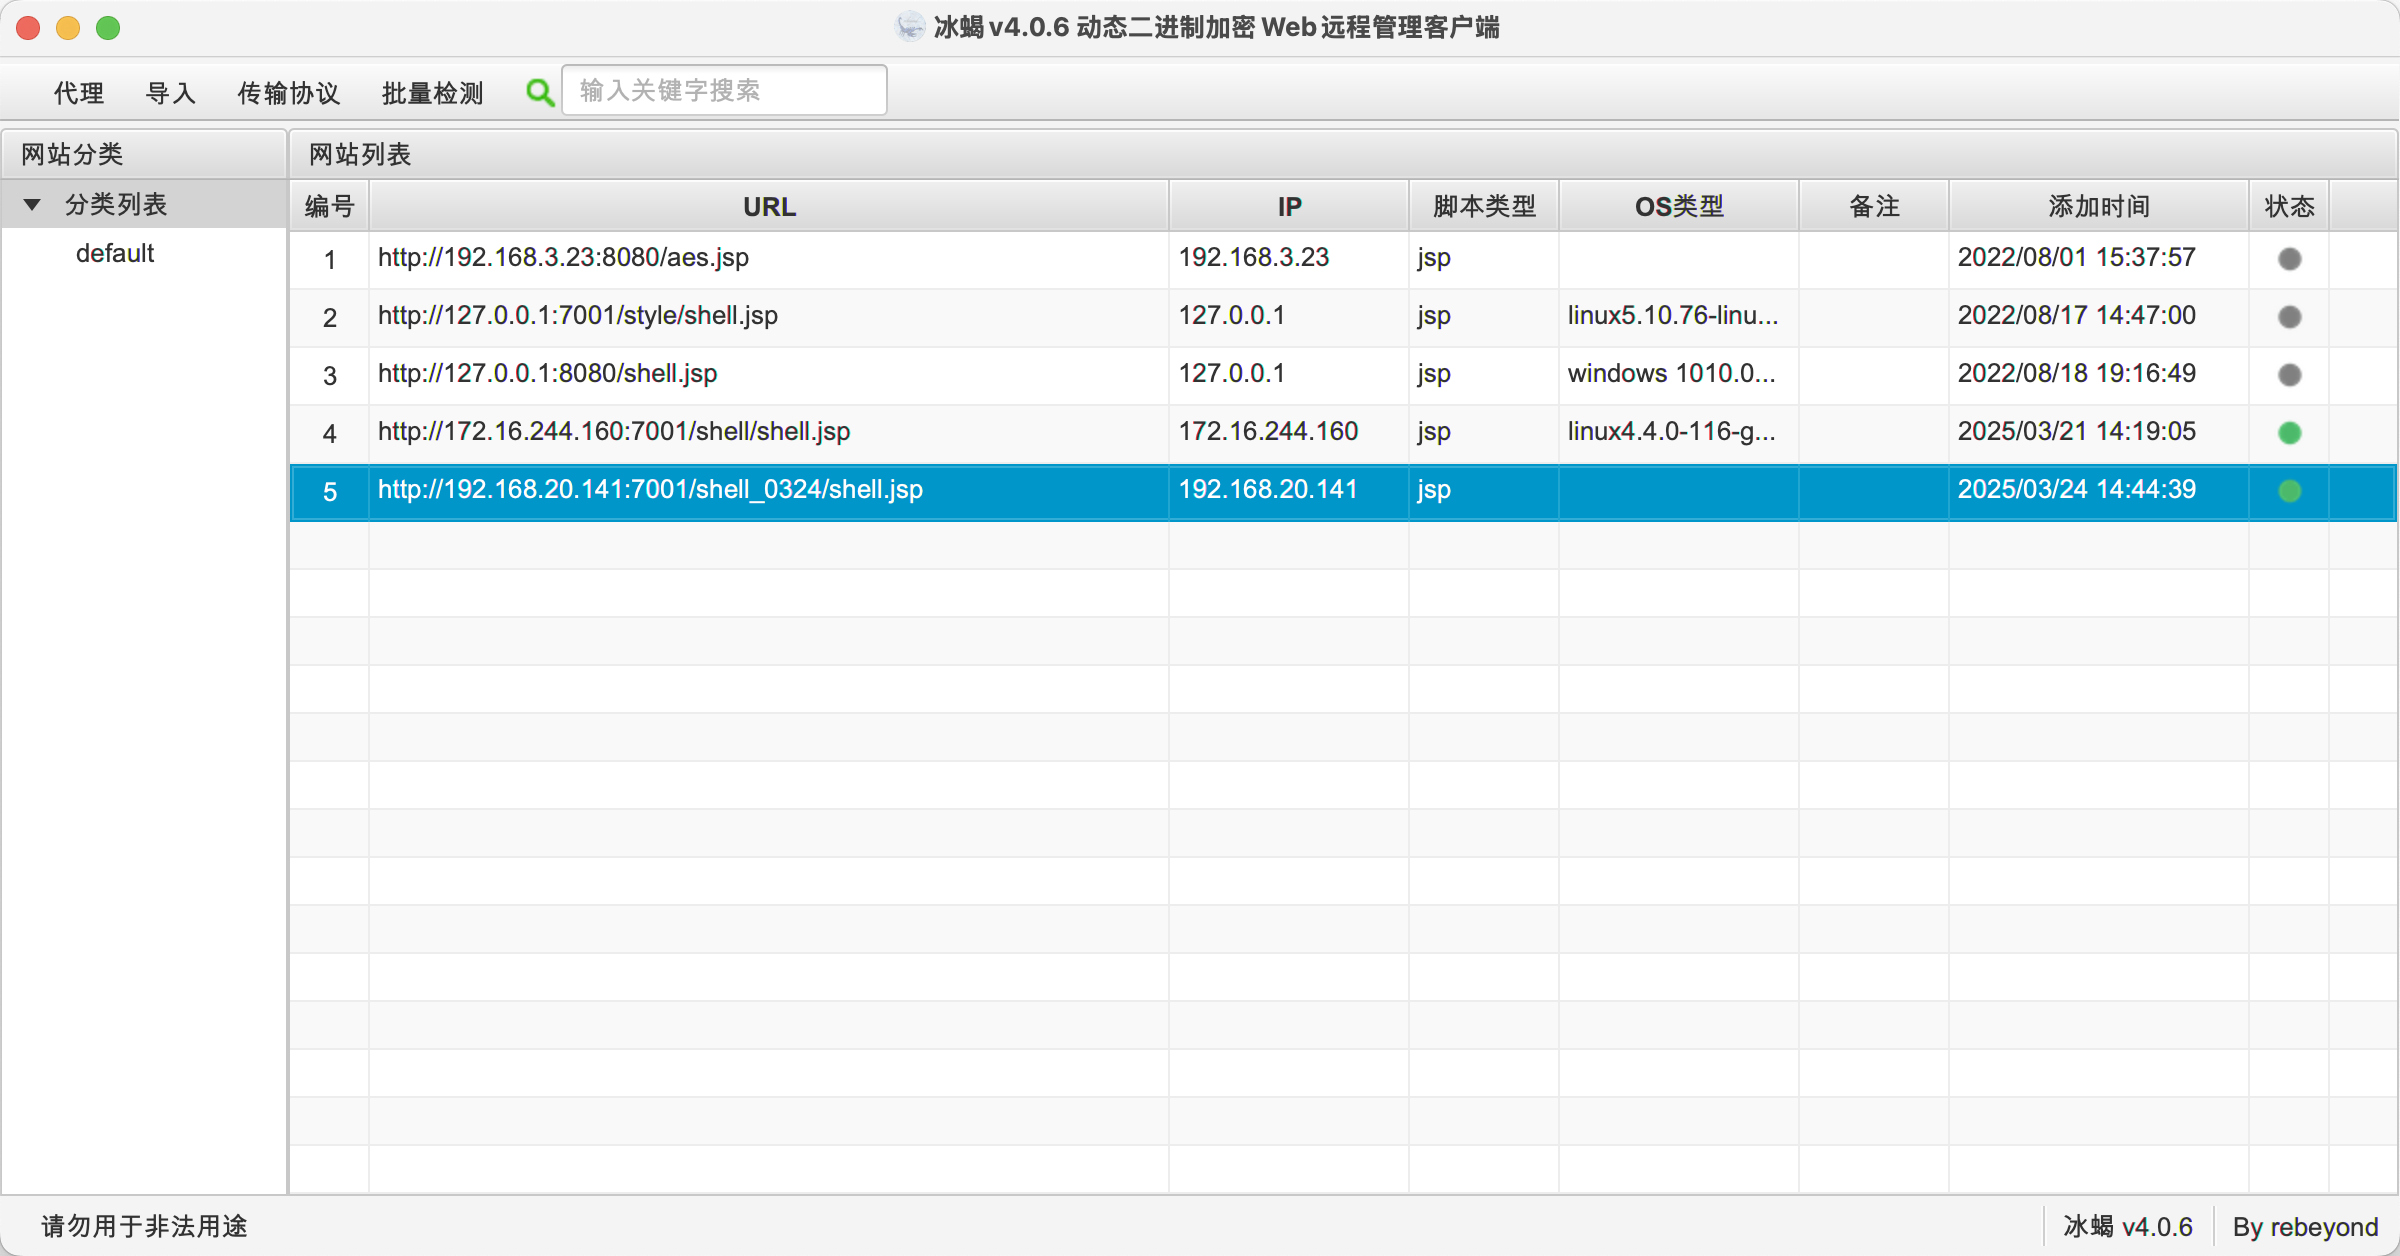 冰蝎 v4.0.6 动态二进制加密 Web 远程管理客户端
代理 导入 传输协议 批量检测 输入关键字搜索
网站分类 网站列表
分类列表 编号 URL IP 脚本类型 OS类型 备注 添加时间 状态
default
1 http://192.168.3.23:8080/aes.jsp 192.168.3.23 jsp 2022/08/01 15:37:57
2 http://127.0.0.1:7001/style/shell.jsp 127.0.0.1 jsp linux5.10.76-linu... 2022/08/17 14:47:00
3 http://127.0.0.1:8080/shell.jsp 127.0.0.1 jsp windows 1010.0... 2022/08/18 19:16:49
4 http://172.16.244.160:7001/shell/shell.jsp 172.16.244.160 jsp linux4.4.0-116-g... 2025/03/21 14:19:05
5 http://192.168.20.141:7001/shell_0324/shell.jsp 192.168.20.141 jsp 2025/03/24 14:44:39
请勿用于非法用途 冰蝎 v4.0.6 By rebeyond